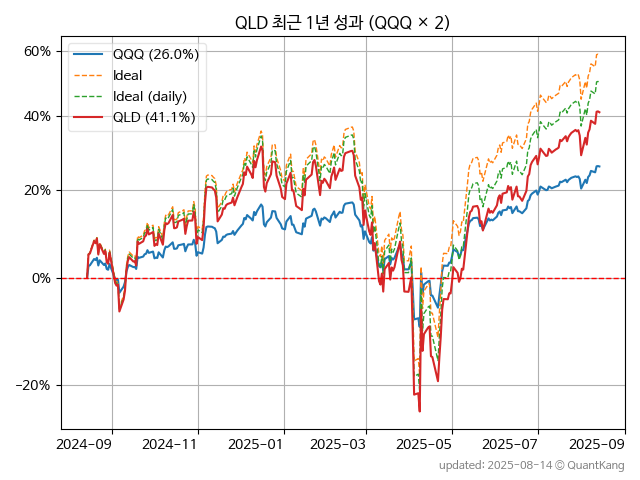 QLD 최근 1년 성과 (QQQ × 2)
QQQ (26.0%)
Ideal
Ideal (daily)
QLD (41.1%)
60%
40%
20%
0%
−20%
2024-09 2024-11 2025-01 2025-03 2025-05 2025-07 2025-09
updated: 2025-08-14 © QuantKang